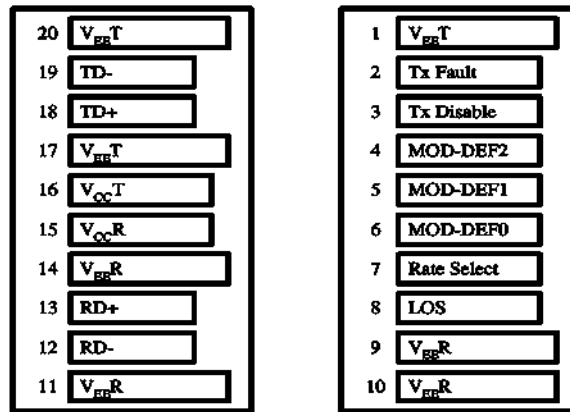 20 VEET
19 TD-
18 TD+
17 VEET
16 VCCT
15 VCCR
14 VEER
13 RD+
12 RD-
11 VEER
1 VEET
2 Tx Fault
3 Tx Disable
4 MOD-DEF2
5 MOD-DEF1
6 MOD-DEF0
7 Rate Select
8 LOS
9 VEER
10 VEER